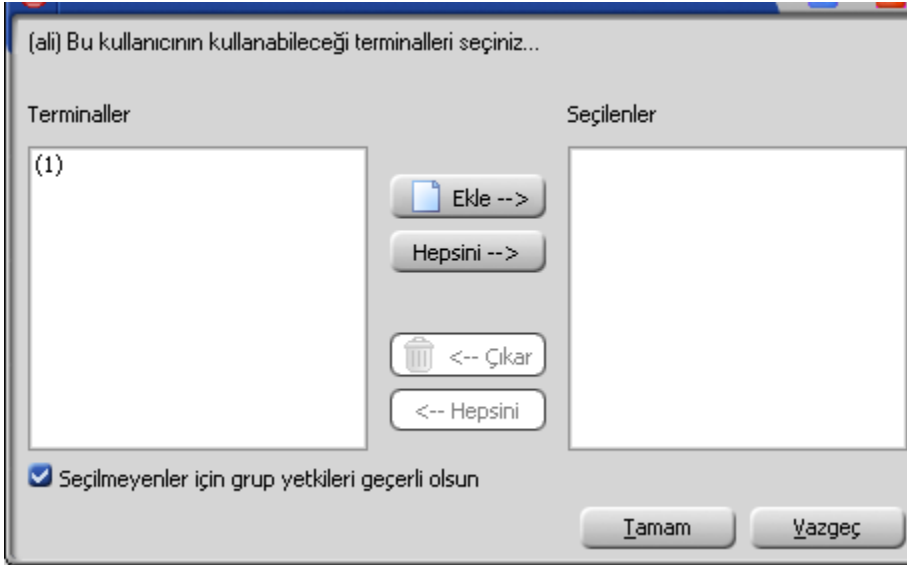 (ali) Bu kullanıcının kullanabileceği terminalleri seçiniz...
Terminaller
Seçilenler
(1)
Ekle -->
Hepsini -->
<-- Çıkar
<-- Hepsini
Seçilmeyenler için grup yetkileri geçerli olsun
Tamam
Vazgeç